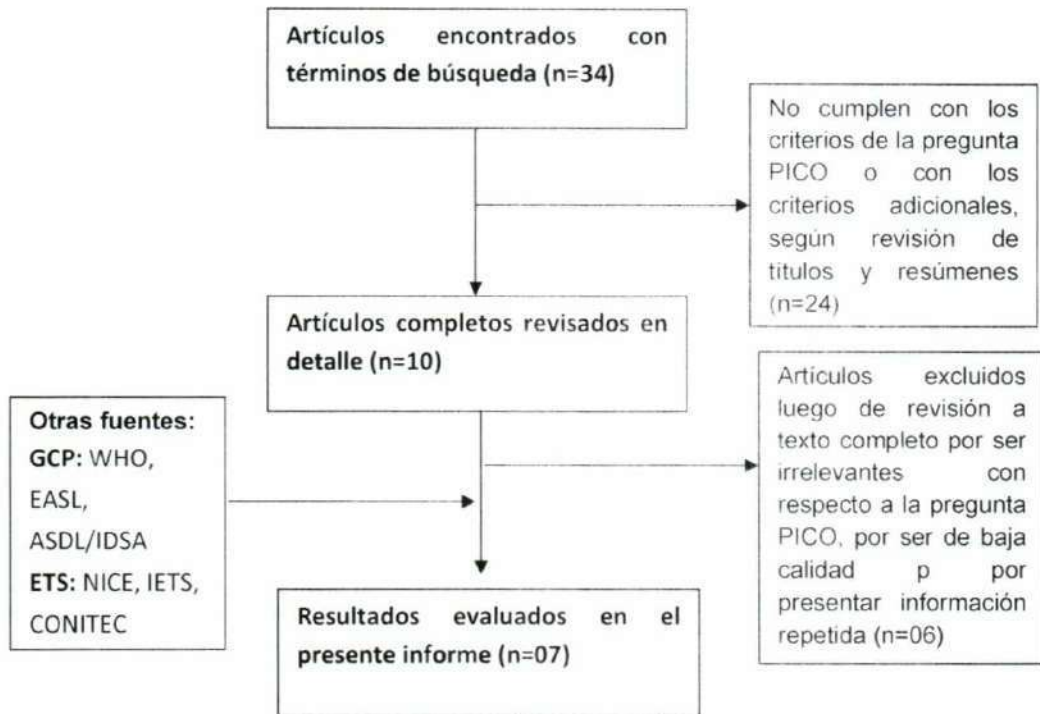 Artículos encontrados con
términos de búsqueda (n=34)
No cumplen con los
criterios de la pregunta
PICO o con los
criterios adicionales,
según revisión de
titulos y resúmenes
(n=24)
Artículos completos revisados en
detalle (n=10)
Artículos excluidos
luego de revisión a
texto completo por ser
irrelevantes con
respecto a la pregunta
PICO, por ser de baja
calidad p por
presentar información
repetida (n=06)
Otras fuentes:
GCP: WHO,
EASL,
ASDL/IDSA
ETS: NICE, IETS,
CONITEC
Resultados evaluados en el
presente informe (n=07)